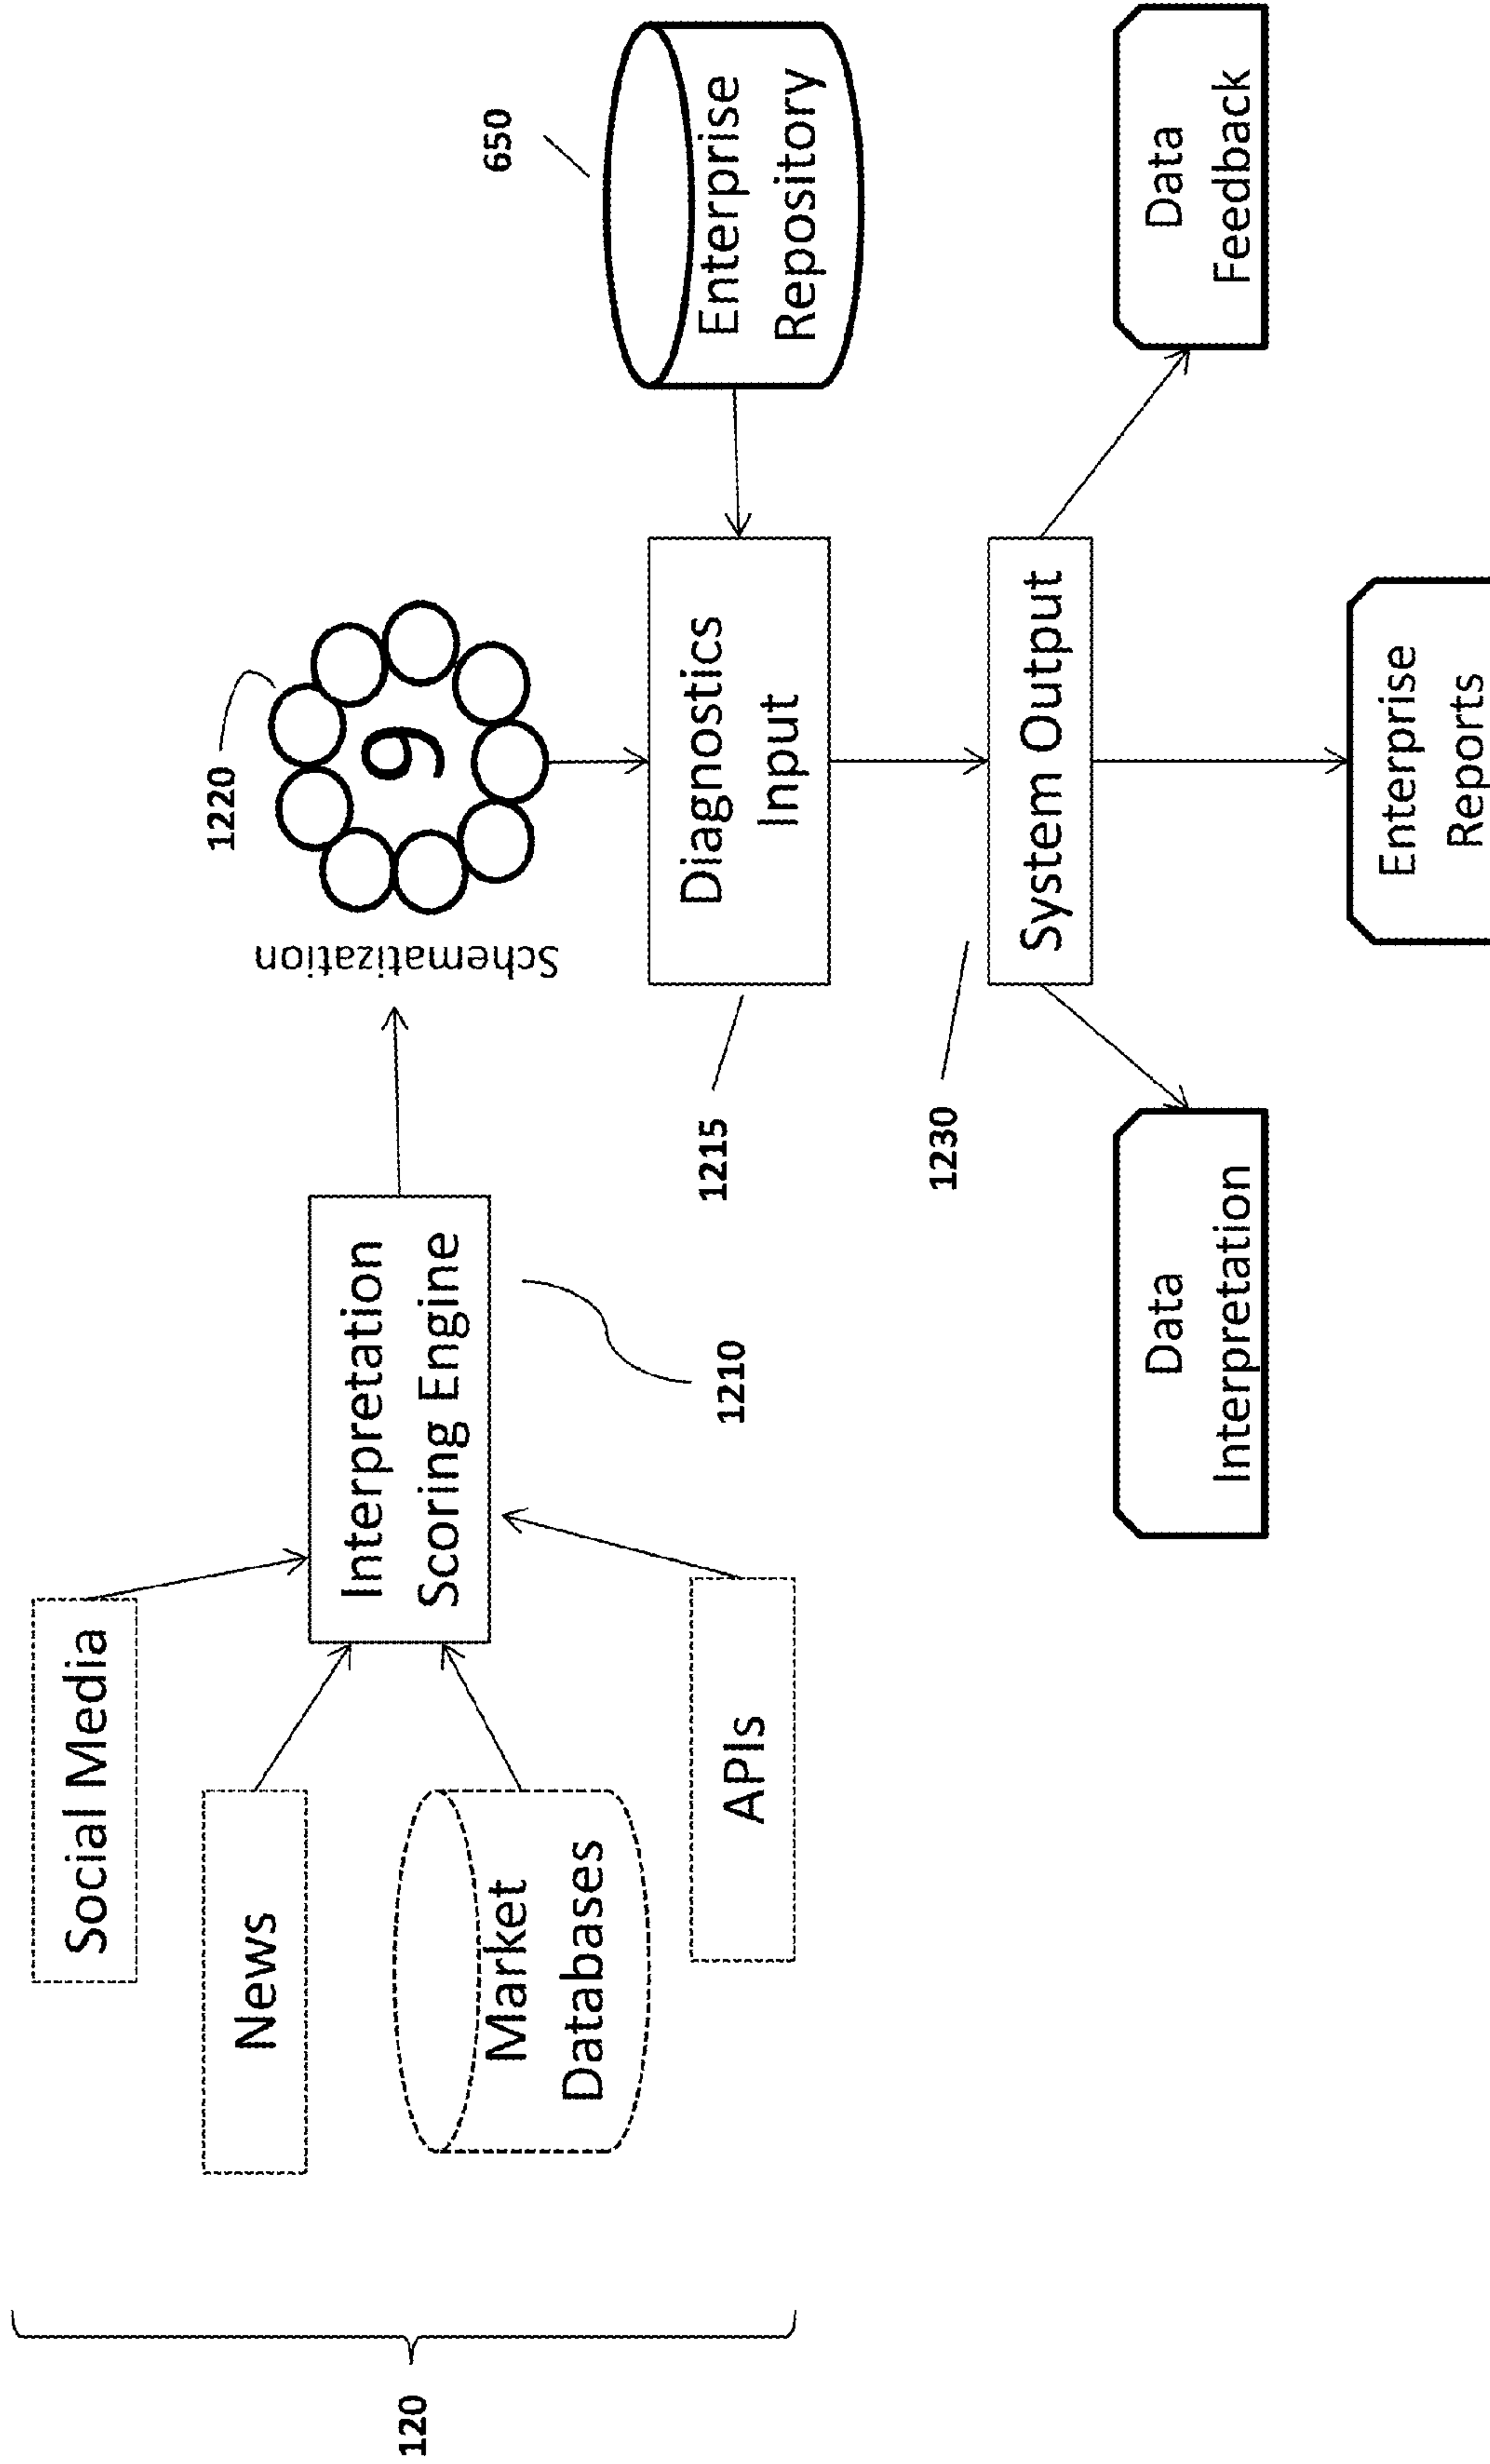 120
Social Media
News
Market
Databases
APIs
Interpretation
Scoring Engine
1210
Schematization
1220
9
Diagnostics
Input
1215
650
Enterprise
Repository
1230
System Output
Data
Interpretation
Enterprise
Reports
Data
Feedback